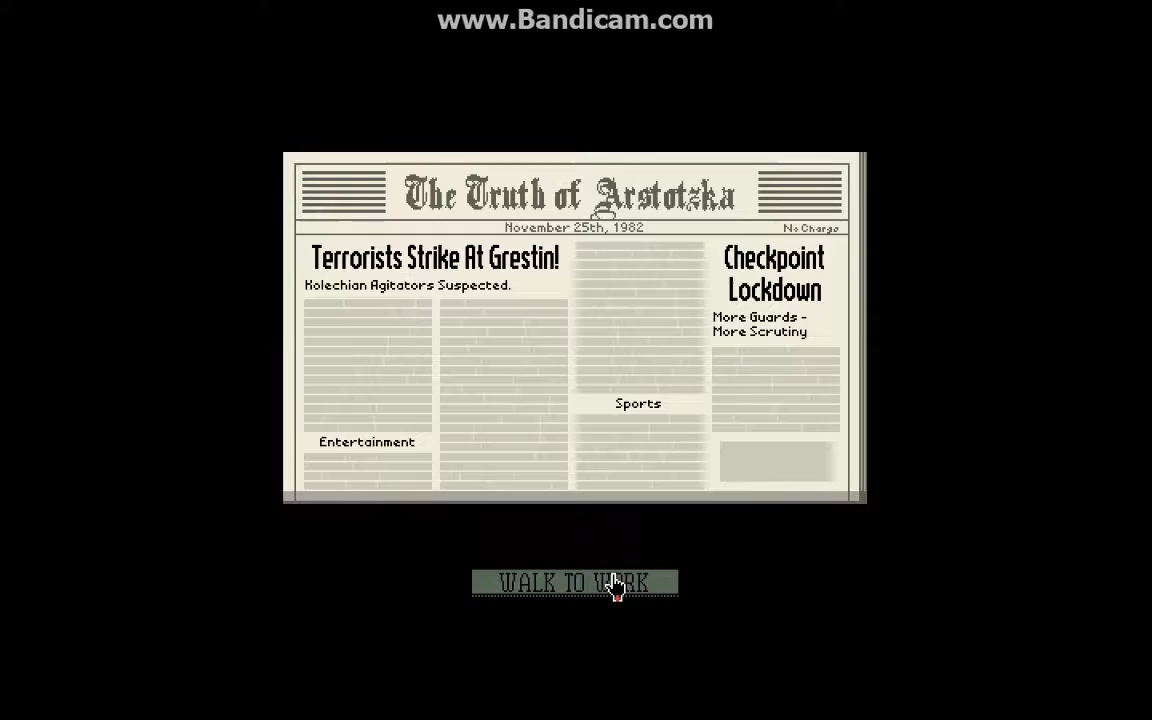 www.Bandicam.com
The Truth of Arstotzka
November 25th, 1982
No Charge
Terrorists Strike At Grestin!
Kolechian Agitators Suspected.
Entertainment
Sports
Checkpoint
Lockdown
More Guards -
More Scrutiny
WALK TO WORK